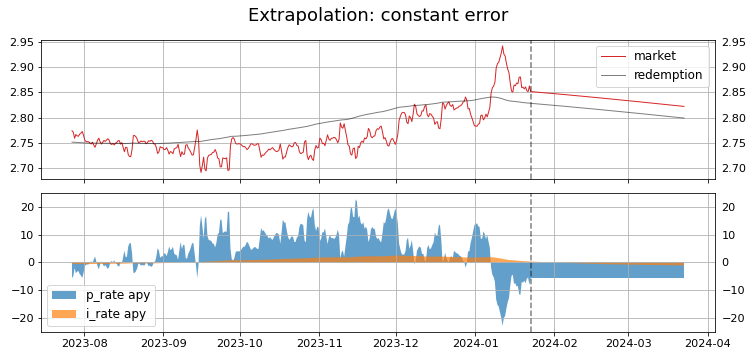 Extrapolation: constant error
2.95 2.95
2.90 2.90
2.85 2.85
2.80 2.80
2.75 2.75
2.70 2.70
market
redemption
20 20
10 10
0 0
−10 −10
−20 −20
p_rate apy
i_rate apy
2023-08 2023-09 2023-10 2023-11 2023-12 2024-01 2024-02 2024-03 2024-04